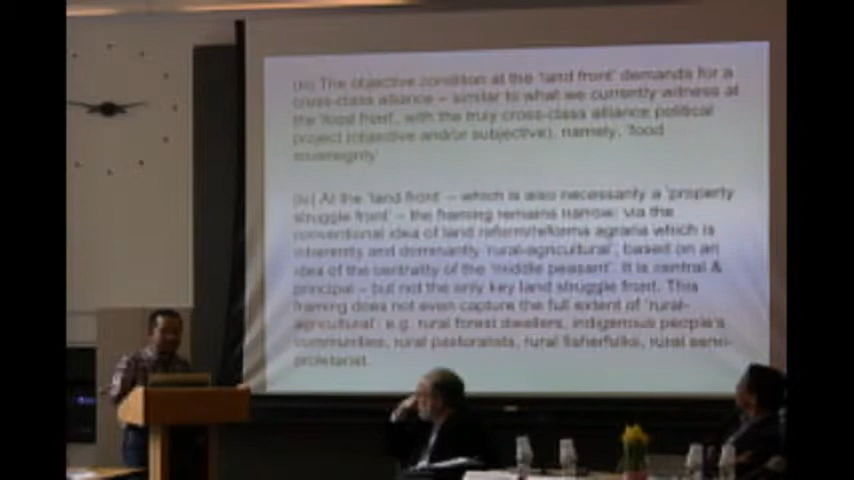 (iii) The objective condition at the 'land front' demands for a
cross-class alliance – similar to what we currently witness at
the 'food front', with the truly cross-class alliance political
project (objective and/or subjective), namely, 'food
sovereignty'
(iv) At the 'land front' – which is also necessarily a 'property
struggle front' – the framing remains narrow: via the
conventional idea of land reform/reforma agraria which is
inherently and dominantly 'rural-agricultural', based on an
idea of the centrality of the 'middle peasant'. It is central &
principal – but not the only key land struggle front. This
framing does not even capture the full extent of 'rural-
agricultural': e.g. rural forest dwellers, indigenous people's
communities, rural pastoralists, rural fisherfolks, rural semi-
proletariat.